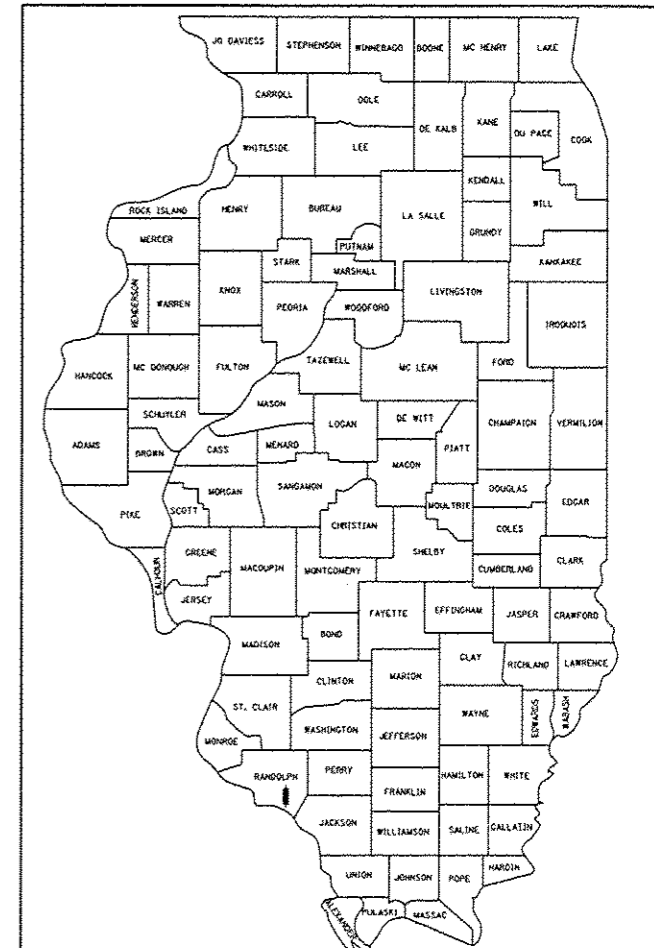 JO DAVIESS STEPHENSON WINNEBAGO BOONE MC HENRY LAKE
CARROLL OGLE DE KALB KANE DU PAGE COOK
WHITESIDE LEE
KENDALL
ROCK ISLAND HENRY BUREAU LA SALLE GRUNDY WILL
MERCER PUTNAM
STARK MARSHALL KANKAKEE
HENDERSON WARREN KNOX PEORIA WOODFORD LIVINGSTON IROQUOIS
HANCOCK MC DONOUGH FULTON TAZEWELL MC LEAN FORD
SCHUYLER MASON LOGAN DE WITT CHAMPAIGN VERMILION
ADAMS BROWN CASS MENARD MACON PIATT
PIKE SCOTT MORGAN SANGAMON MOULTRIE DOUGLAS EDGAR
CHRISTIAN COLES
CALHOUN GREENE MACOUPIN MONTGOMERY SHELBY CUMBERLAND CLARK
JERSEY FAYETTE EFFINGHAM JASPER CRAWFORD
MADISON BOND
CLAY RICHLAND LAWRENCE
CLINTON MARION
ST. CLAIR WAYNE EDWARDS WABASH
MONROE WASHINGTON JEFFERSON
RANDOLPH PERRY HAMILTON WHITE
FRANKLIN
JACKSON WILLIAMSON SALINE GALLATIN
UNION JOHNSON POPE HARDIN
ALEXANDER PULASKI MASSAC